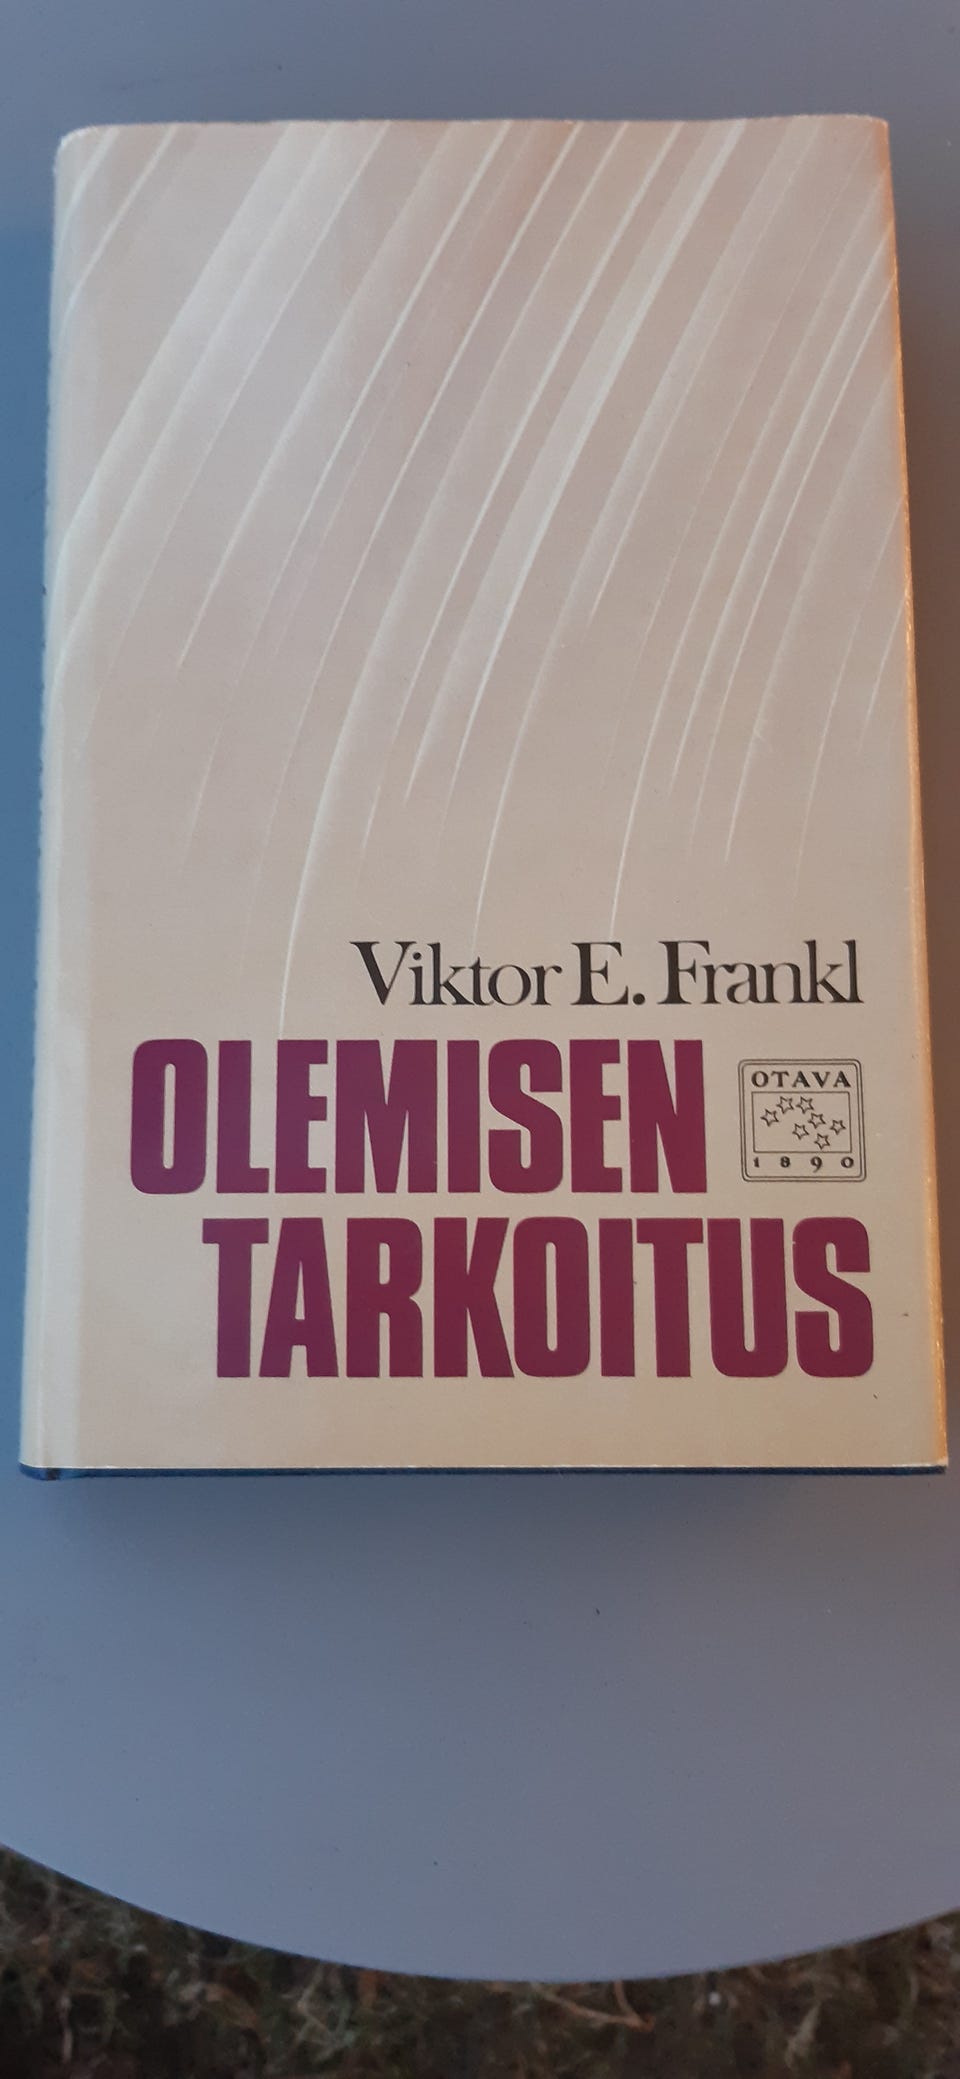 Viktor E. Frankl
OLEMISEN
OTAVA
1890
TARKOITUS